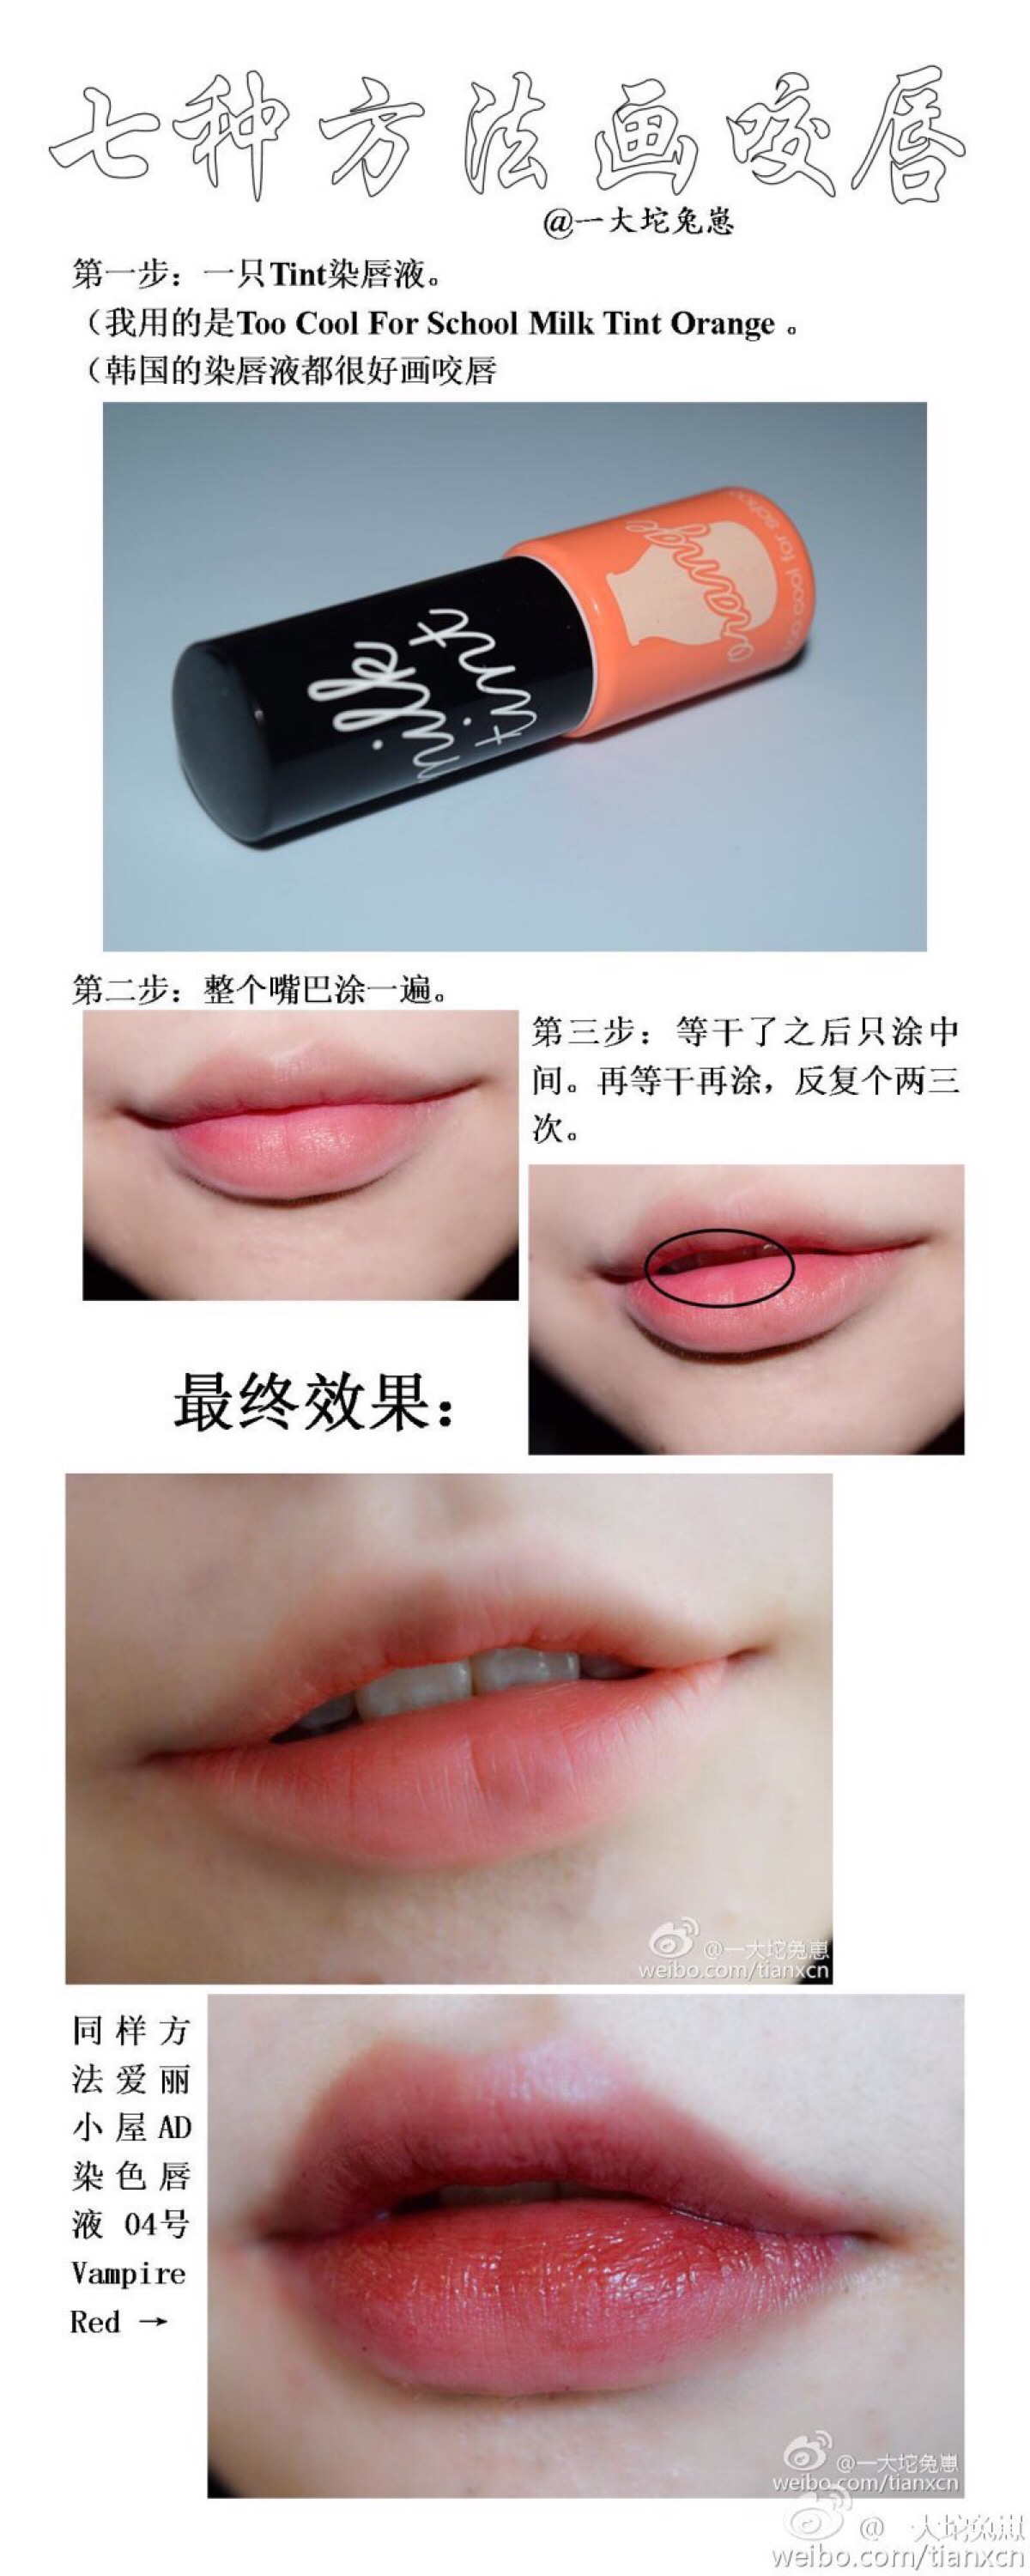 七种方法画咬唇
@一大坨兔崽
第一步：一只Tint染唇液。
（我用的是Too Cool For School Milk Tint Orange 。
（韩国的染唇液都很好画咬唇
milk
tint
orange
too cool for school
第二步：整个嘴巴涂一遍。
第三步：等干了之后只涂中
间。再等干再涂，反复个两三
次。
最终效果：
@一大坨兔崽
weibo.com/tianxcn
同样方
法爱丽
小屋AD
染色唇
液 04号
Vampire
Red →
@一大坨兔崽
weibo.com/tianxcn
@一大坨兔崽
weibo.com/tianxcn